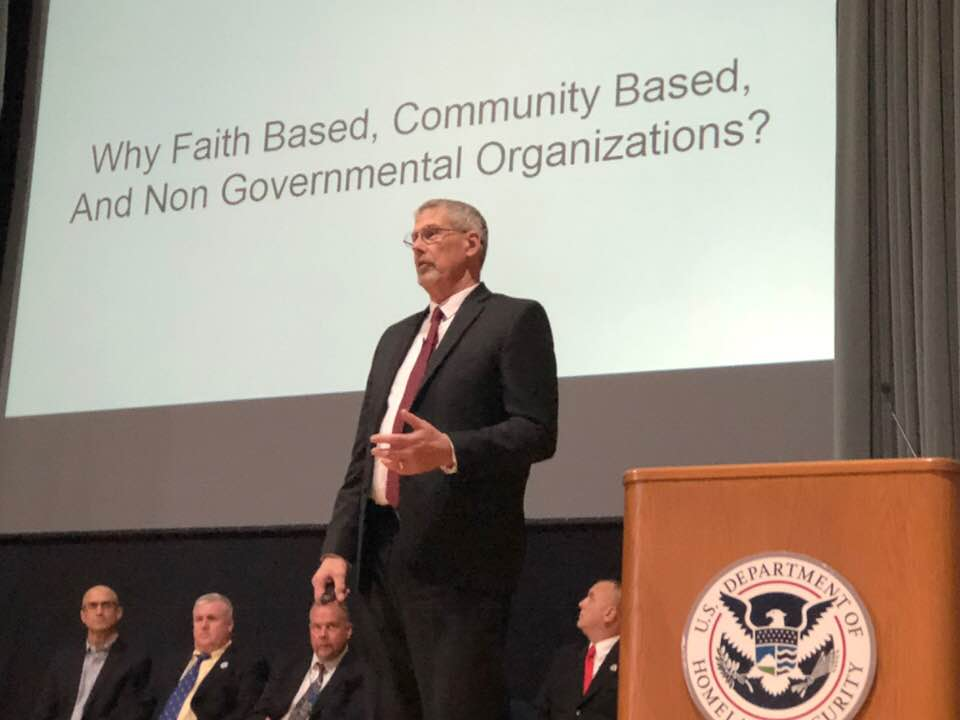 Why Faith Based, Community Based,
And Non Governmental Organizations?
U.S. DEPARTMENT OF
HOMELAND SECURITY